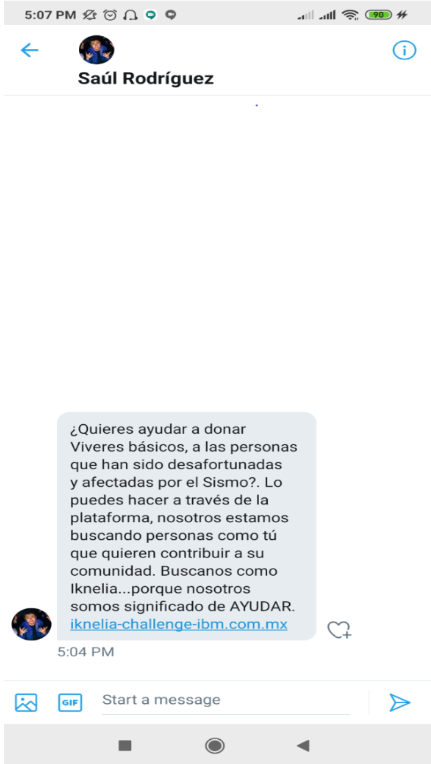 5:07 PM
90
Saúl Rodríguez
¿Quieres ayudar a donar
Viveres básicos, a las personas
que han sido desafortunadas
y afectadas por el Sismo?. Lo
puedes hacer a través de la
plataforma, nosotros estamos
buscando personas como tú
que quieren contribuir a su
comunidad. Buscanos como
Iknelia...porque nosotros
somos significado de AYUDAR.
iknelia-challenge-ibm.com.mx
5:04 PM
GIF
Start a message